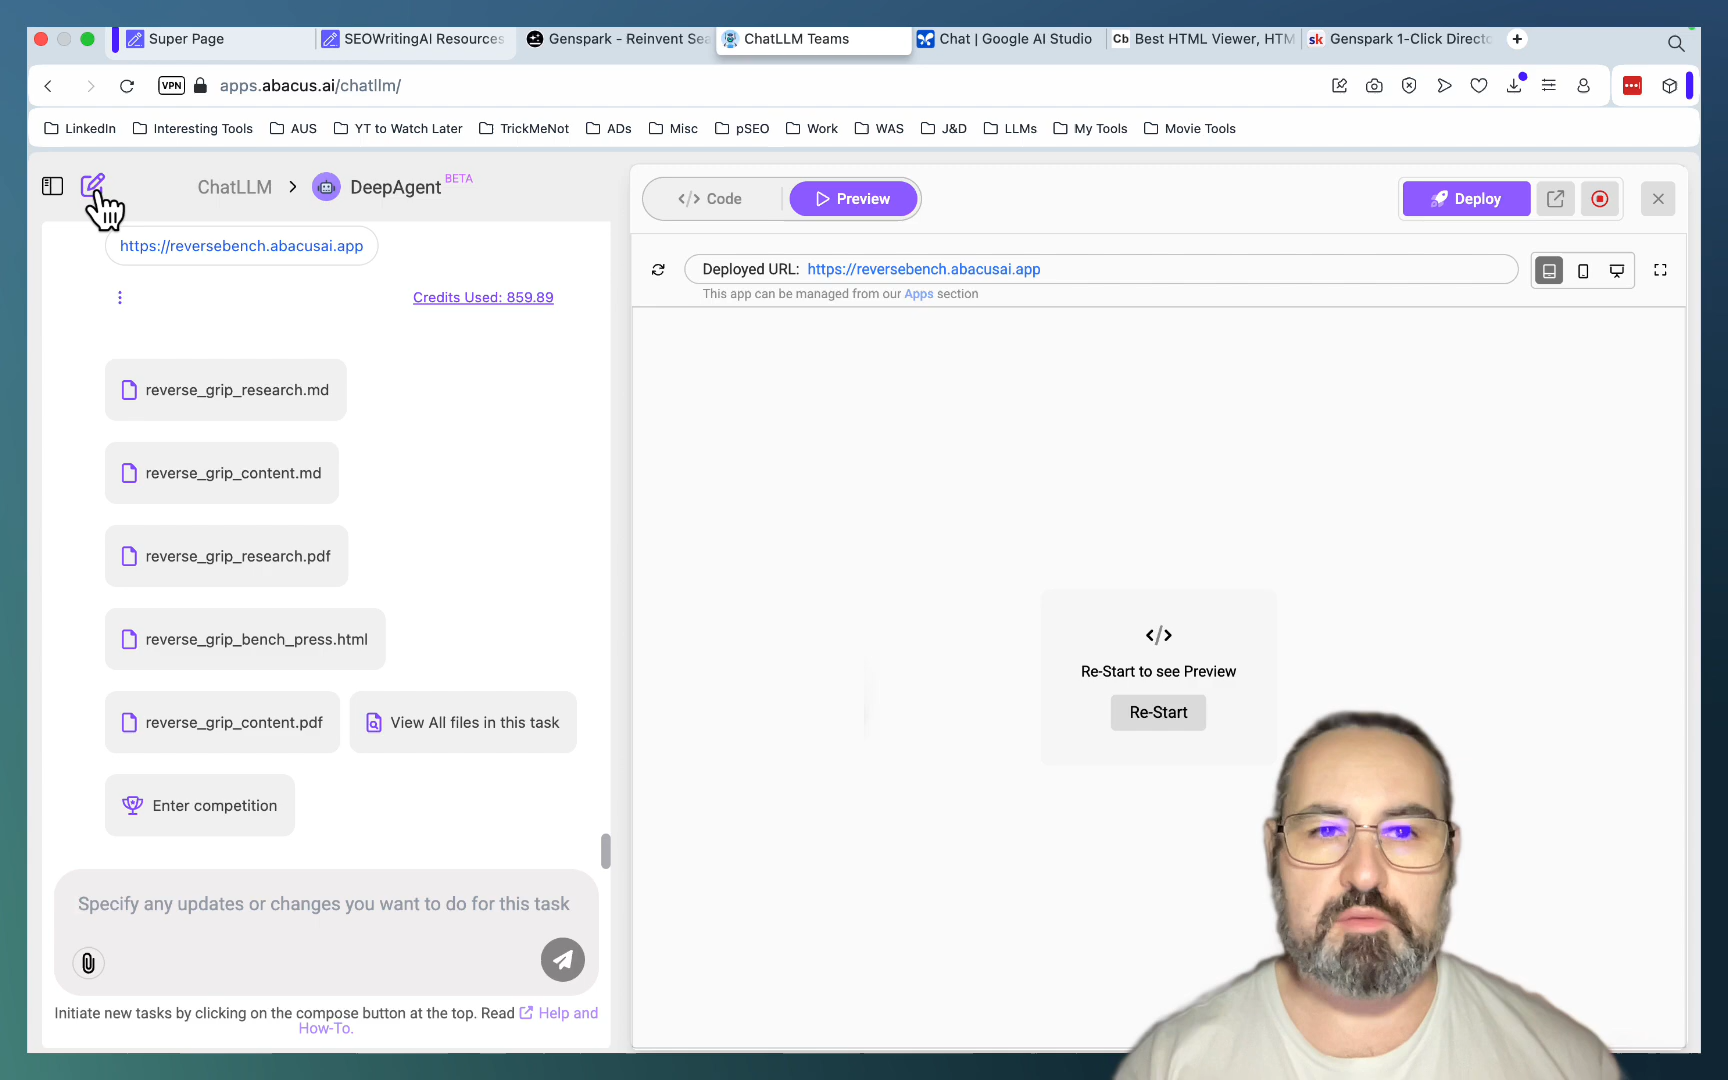 Super Page
SEOWritingAI Resources
Genspark - Reinvent Sea
ChatLLM Teams
Chat | Google AI Studio
Cb Best HTML Viewer, HTM
sk Genspark 1-Click Directo
VPN apps.abacus.ai/chatllm/
LinkedIn
Interesting Tools
AUS
YT to Watch Later
TrickMeNot
ADs
Misc
pSEO
Work
WAS
J&D
LLMs
My Tools
Movie Tools
ChatLLM > DeepAgent BETA
https://reversebench.abacusai.app
Credits Used: 859.89
reverse_grip_research.md
reverse_grip_content.md
reverse_grip_research.pdf
reverse_grip_bench_press.html
reverse_grip_content.pdf
View All files in this task
Enter competition
Specify any updates or changes you want to do for this task
Initiate new tasks by clicking on the compose button at the top. Read Help and
How-To.
</> Code
Preview
Deploy
Deployed URL: https://reversebench.abacusai.app
This app can be managed from our Apps section
</>
Re-Start to see Preview
Re-Start